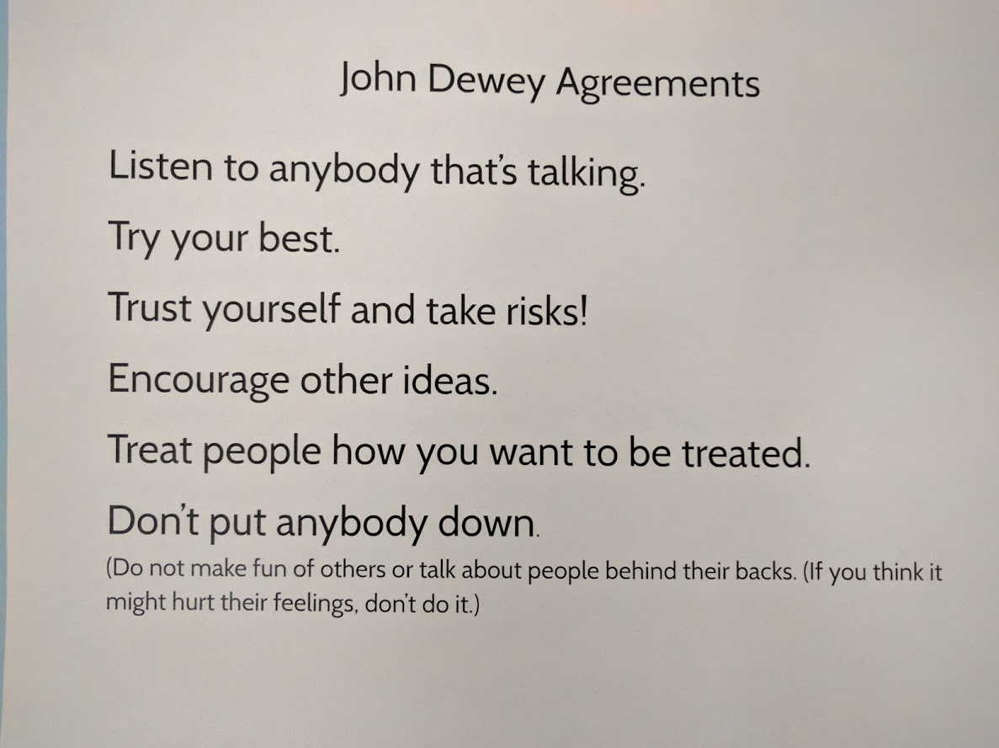 John Dewey Agreements
Listen to anybody that's talking.
Try your best.
Trust yourself and take risks!
Encourage other ideas.
Treat people how you want to be treated.
Don't put anybody down.
(Do not make fun of others or talk about people behind their backs. (If you think it
might hurt their feelings, don't do it.)